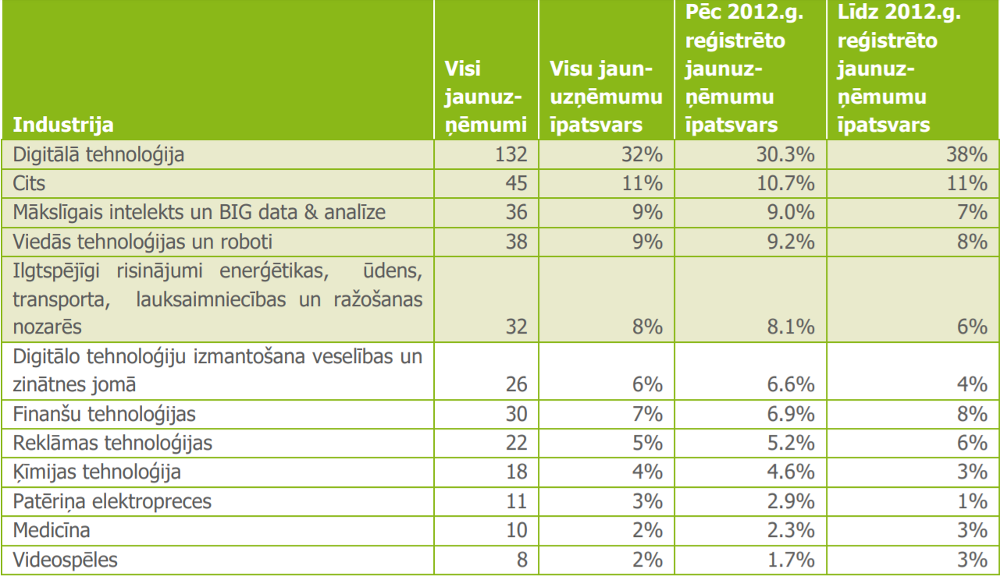 Industrija Visi jaunuz-ņēmumi Visu jaun-uzņēmumu īpatsvars Pēc 2012.g. reģistrēto jaunuz-ņēmumu īpatsvars Līdz 2012.g. reģistrēto jaunuz-ņēmumu īpatsvars
Digitālā tehnoloģija 132 32% 30.3% 38%
Cits 45 11% 10.7% 11%
Mākslīgais intelekts un BIG data & analīze 36 9% 9.0% 7%
Viedās tehnoloģijas un roboti 38 9% 9.2% 8%
Ilgtspējīgi risinājumi enerģētikas, ūdens,
transporta, lauksaimniecības un ražošanas
nozarēs 32 8% 8.1% 6%
Digitālo tehnoloģiju izmantošana veselības un
zinātnes jomā 26 6% 6.6% 4%
Finanšu tehnoloģijas 30 7% 6.9% 8%
Reklāmas tehnoloģijas 22 5% 5.2% 6%
Ķīmijas tehnoloģija 18 4% 4.6% 3%
Patēriņa elektropreces 11 3% 2.9% 1%
Medicīna 10 2% 2.3% 3%
Videospēles 8 2% 1.7% 3%